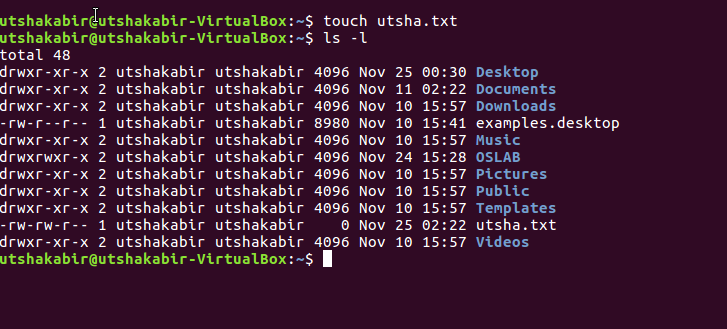 utshakabir@utshakabir-VirtualBox:~$ touch utsha.txt
utshakabir@utshakabir-VirtualBox:~$ ls -l
total 48
drwxr-xr-x 2 utshakabir utshakabir 4096 Nov 25 00:30 Desktop
drwxr-xr-x 2 utshakabir utshakabir 4096 Nov 11 02:22 Documents
drwxr-xr-x 2 utshakabir utshakabir 4096 Nov 10 15:57 Downloads
-rw-r--r-- 1 utshakabir utshakabir 8980 Nov 10 15:41 examples.desktop
drwxr-xr-x 2 utshakabir utshakabir 4096 Nov 10 15:57 Music
drwxrwxr-x 2 utshakabir utshakabir 4096 Nov 24 15:28 OSLAB
drwxr-xr-x 2 utshakabir utshakabir 4096 Nov 10 15:57 Pictures
drwxr-xr-x 2 utshakabir utshakabir 4096 Nov 10 15:57 Public
drwxr-xr-x 2 utshakabir utshakabir 4096 Nov 10 15:57 Templates
-rw-rw-r-- 1 utshakabir utshakabir    0 Nov 25 02:22 utsha.txt
drwxr-xr-x 2 utshakabir utshakabir 4096 Nov 10 15:57 Videos
utshakabir@utshakabir-VirtualBox:~$